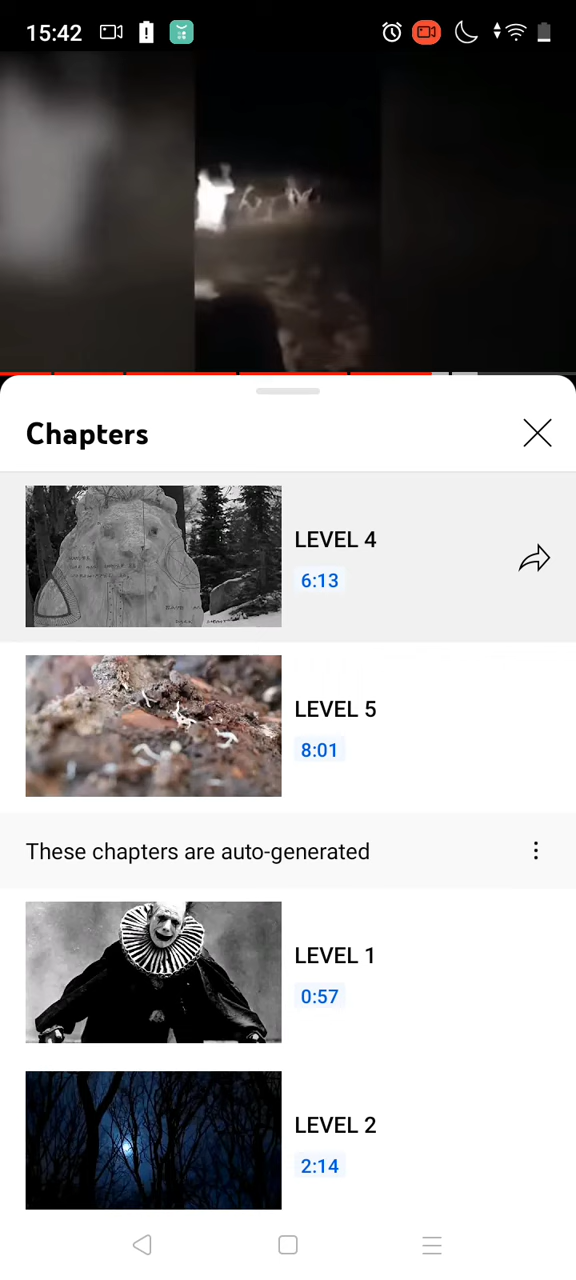 15:42
Chapters
LEVEL 4
6:13
LEVEL 5
8:01
These chapters are auto-generated
LEVEL 1
0:57
LEVEL 2
2:14